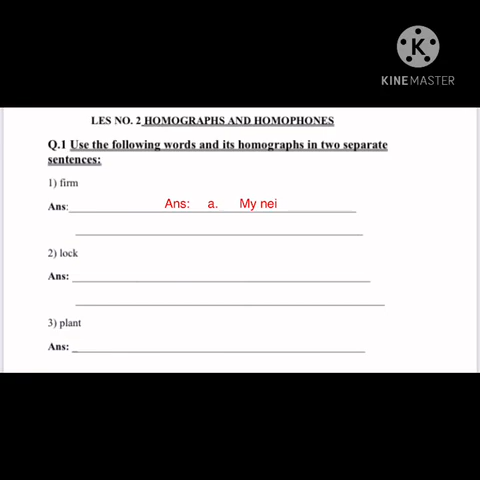 K
KINEMASTER
LES NO. 2 HOMOGRAPHS AND HOMOPHONES
Q.1 Use the following words and its homographs in two separate
sentences:
1) firm
Ans: Ans: a. My nei
2) lock
Ans:
3) plant
Ans: